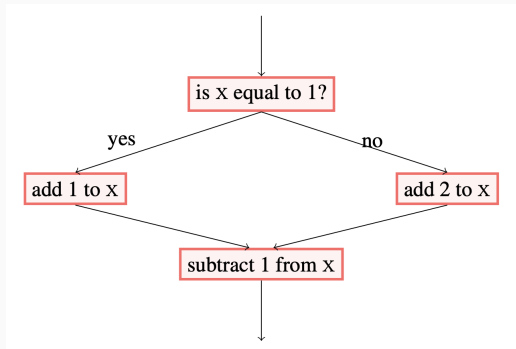 is x equal to 1?
yes
no
add 1 to x
add 2 to x
subtract 1 from x